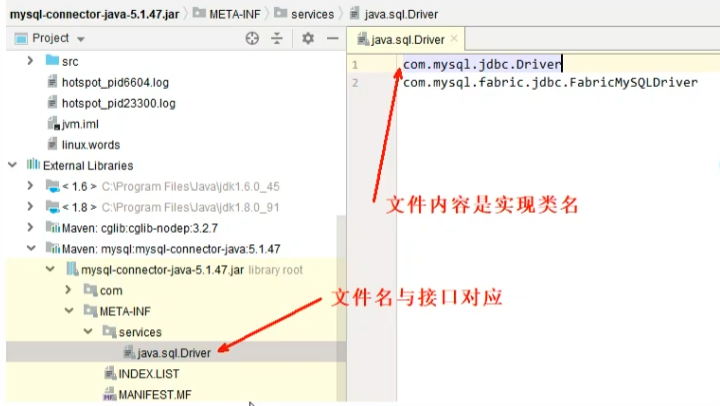 mysql-connector-java-5.1.47.jar META-INF services java.sql.Driver
Project
java.sql.Driver
src
hotspot_pid6604.log
hotspot_pid23300.log
jvm.iml
linux.words
External Libraries
< 1.6 > C:\Program Files\Java\jdk1.6.0_45
< 1.8 > C:\Program Files\Java\jdk1.8.0_91
Maven: cglib:cglib-nodep:3.2.7
Maven: mysql:mysql-connector-java:5.1.47
mysql-connector-java-5.1.47.jar library root
com
META-INF
services
java.sql.Driver
INDEX.LIST
MANIFEST.MF
1 com.mysql.jdbc.Driver
2 com.mysql.fabric.jdbc.FabricMySQLDriver
文件内容是实现类名
文件名与接口对应